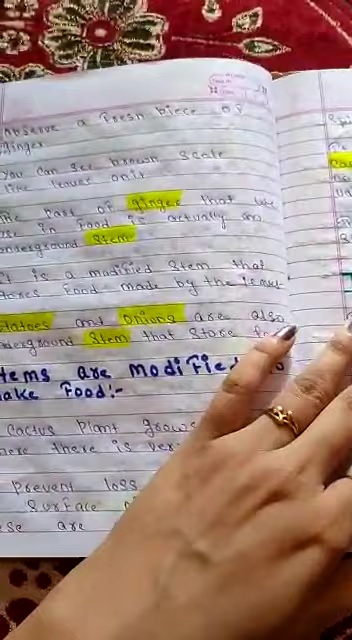 observe a fresh piece of
ginger
You can see brown scale
like leaves on it
The part of ginger that we
use in food is actually an
underground stem
It is a modified stem that
stores food made by the leaves
Potatoes and onions are also
underground stem that store
stems are modified to
make food:-
Cactus plant grows
where there is ver
Prevent loss
surface
these are